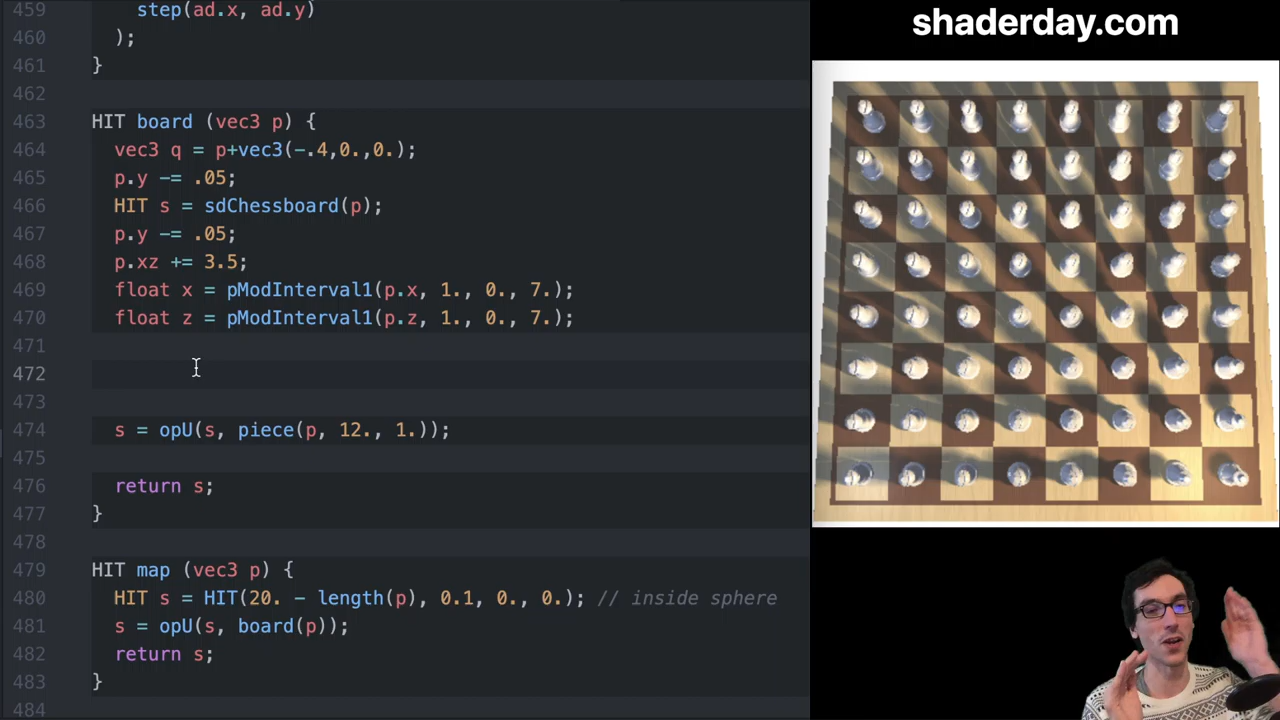 459 step(ad.x, ad.y)
460 );
461 }
462
463 HIT board (vec3 p) {
464 vec3 q = p+vec3(-.4,0.,0.);
465 p.y -= .05;
466 HIT s = sdChessboard(p);
467 p.y -= .05;
468 p.xz += 3.5;
469 float x = pModInterval1(p.x, 1., 0., 7.);
470 float z = pModInterval1(p.z, 1., 0., 7.);
471
472
473
474 s = opU(s, piece(p, 12., 1.));
475
476 return s;
477 }
478
479 HIT map (vec3 p) {
480 HIT s = HIT(20. - length(p), 0.1, 0., 0.); // inside sphere
481 s = opU(s, board(p));
482 return s;
483 }
484
shaderday.com